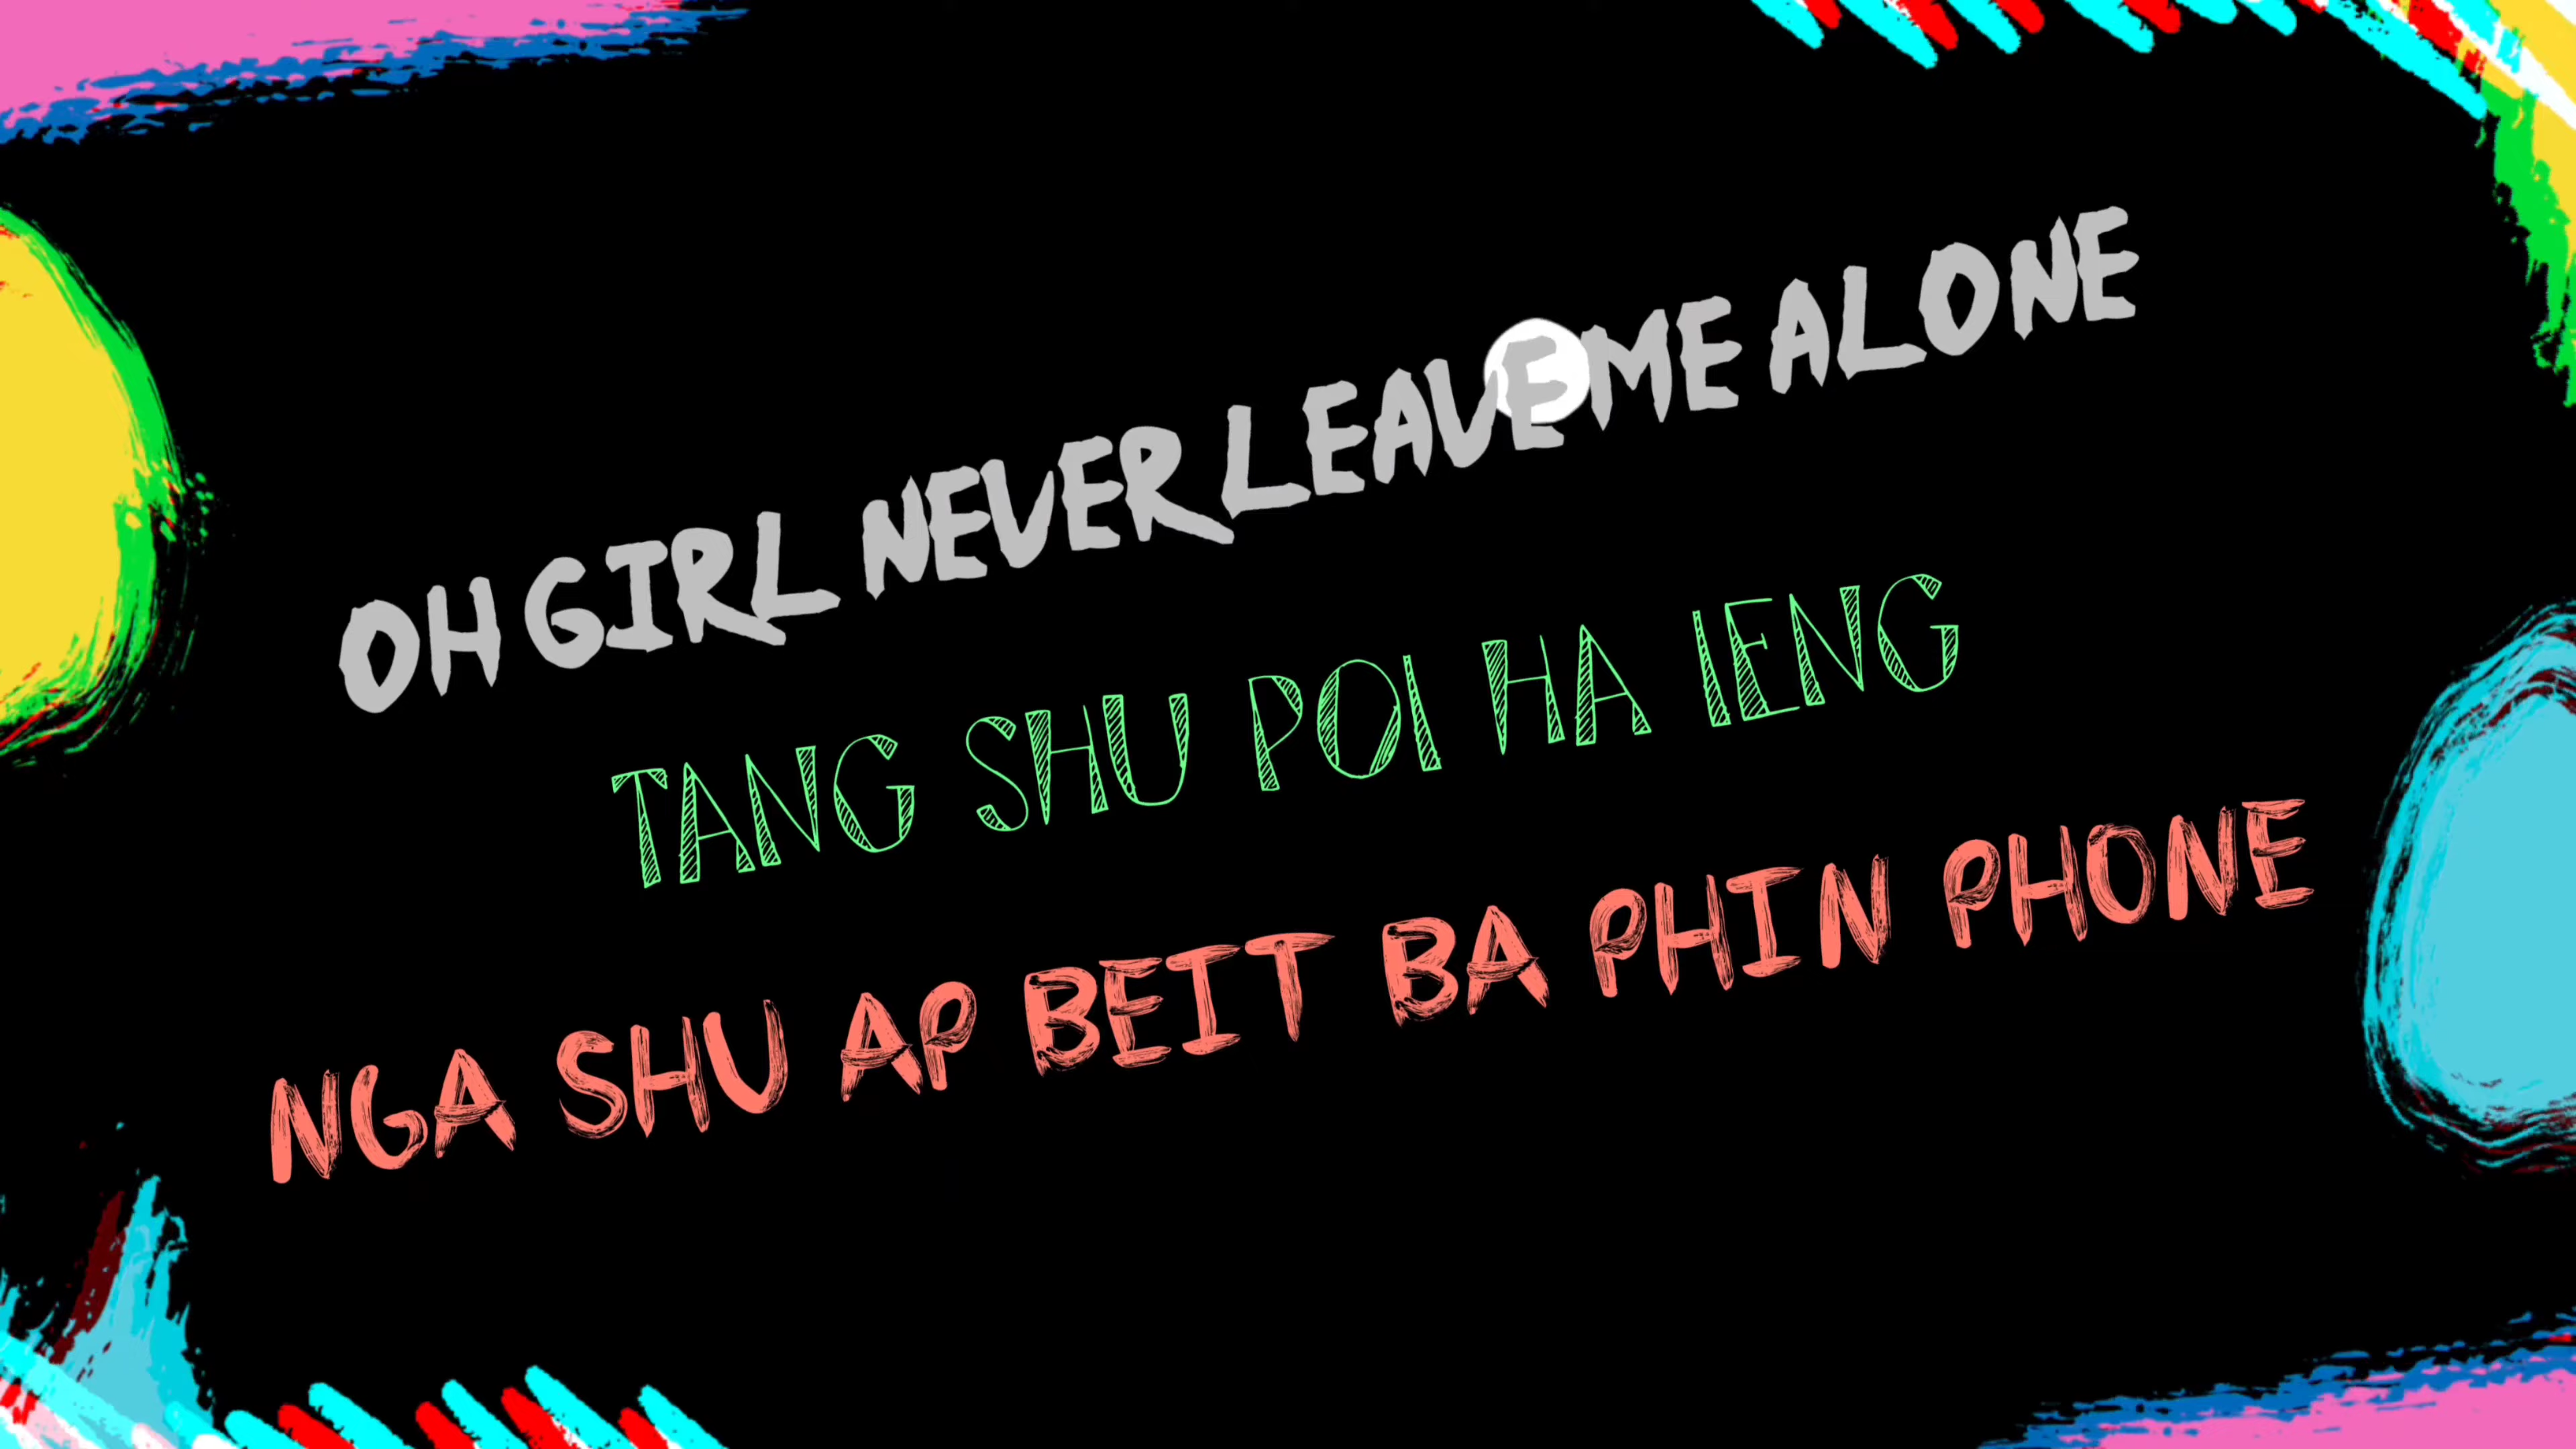 OH GIRL NEVER LEAVE ME ALONE
TANG SHU POI HA IENG
NGA SHU AP BEIT BA PHIN PHONE